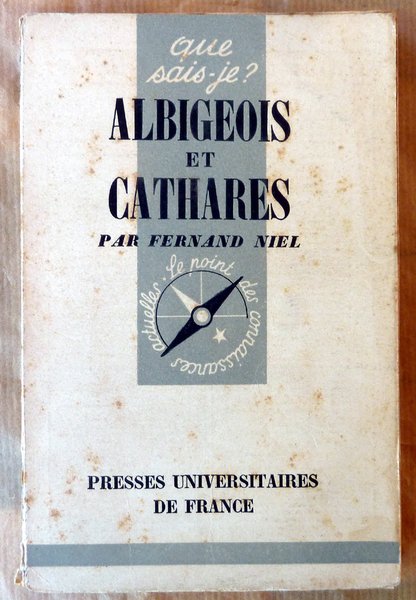 que
sais-je?
ALBIGEOIS
ET
CATHARES
PAR FERNAND NIEL
Le point des connaissances actuelles.
PRESSES UNIVERSITAIRES
DE FRANCE